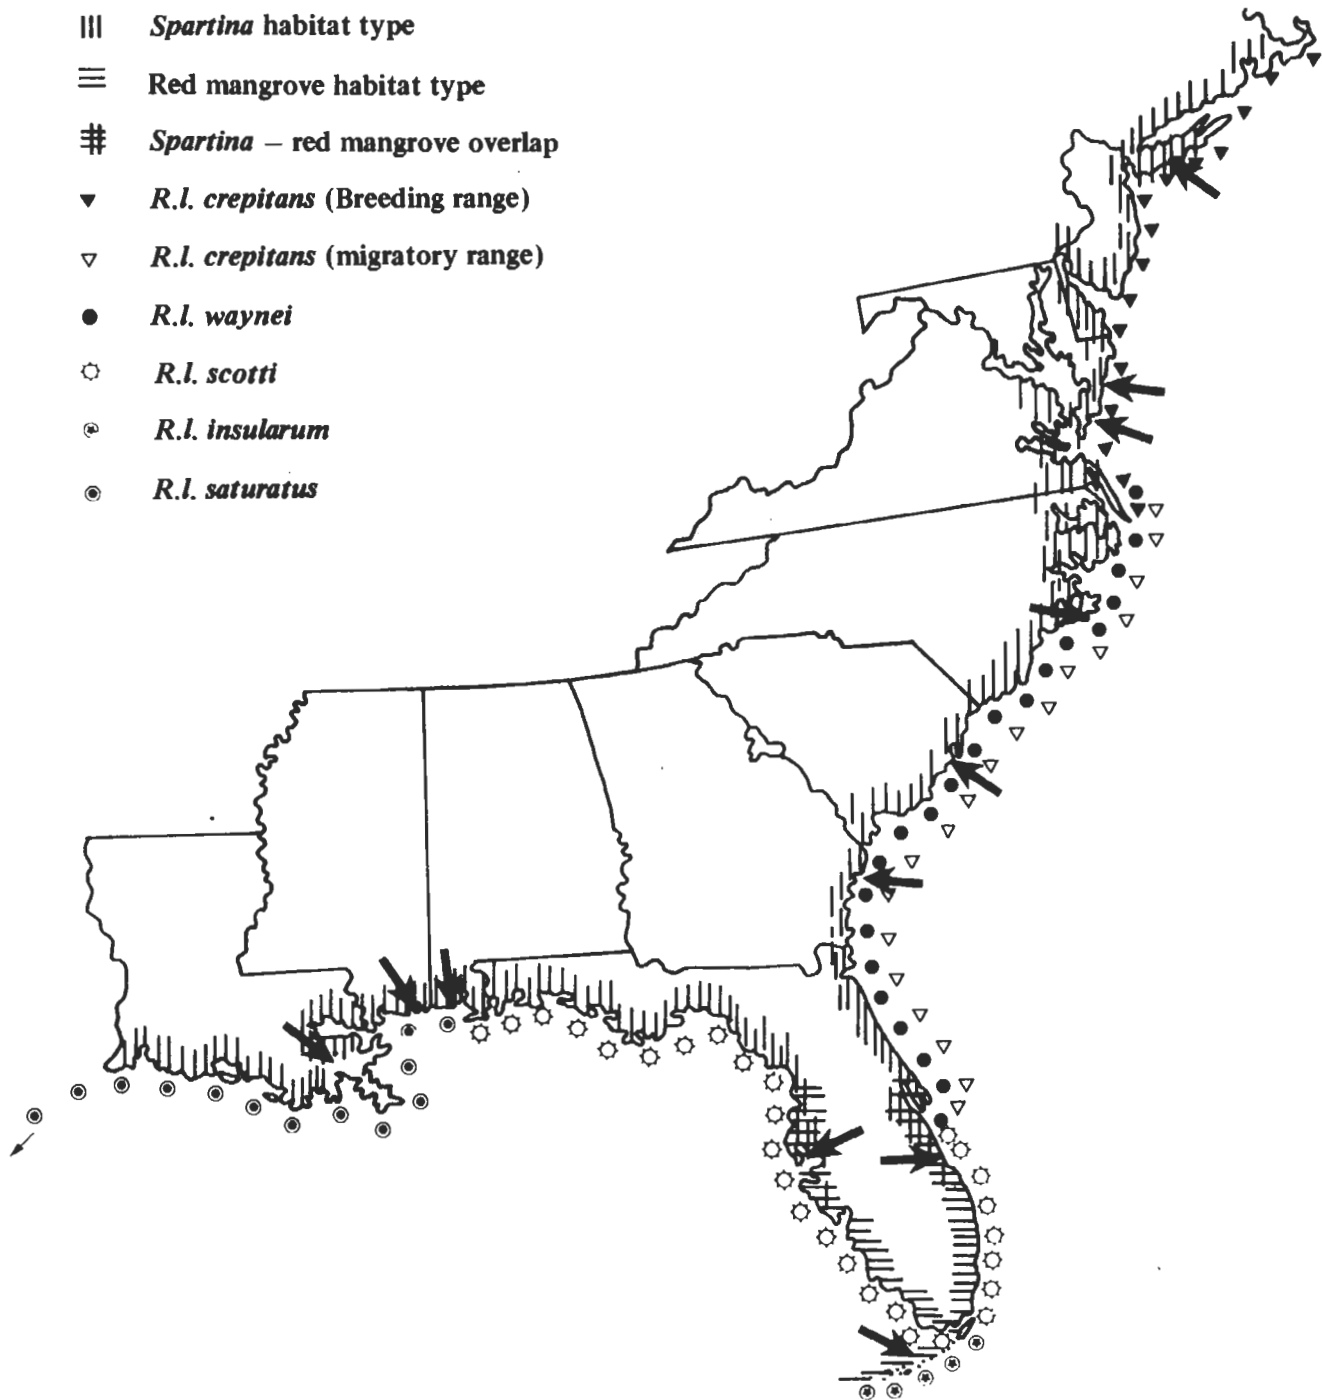 Spartina habitat type
Red mangrove habitat type
Spartina – red mangrove overlap
R.l. crepitans (Breeding range)
R.l. crepitans (migratory range)
R.l. waynei
R.l. scotti
R.l. insularum
R.l. saturatus